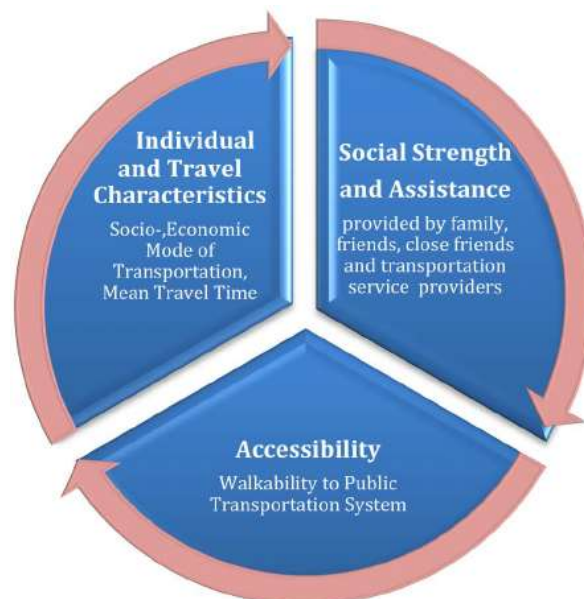 Individual
and Travel
Characteristics
Socio-,Economic
Mode of
Transportation,
Mean Travel Time
Social Strength
and Assistance
provided by family,
friends, close friends
and transportation
service providers
Accessibility
Walkability to Public
Transportation System